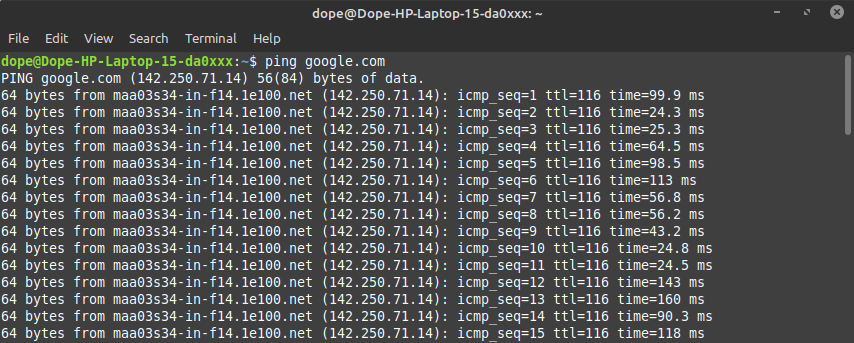 dope@Dope-HP-Laptop-15-da0xxx: ~
File Edit View Search Terminal Help
dope@Dope-HP-Laptop-15-da0xxx:~$ ping google.com
PING google.com (142.250.71.14) 56(84) bytes of data.
64 bytes from maa03s34-in-f14.1e100.net (142.250.71.14): icmp_seq=1 ttl=116 time=99.9 ms
64 bytes from maa03s34-in-f14.1e100.net (142.250.71.14): icmp_seq=2 ttl=116 time=24.3 ms
64 bytes from maa03s34-in-f14.1e100.net (142.250.71.14): icmp_seq=3 ttl=116 time=25.3 ms
64 bytes from maa03s34-in-f14.1e100.net (142.250.71.14): icmp_seq=4 ttl=116 time=64.5 ms
64 bytes from maa03s34-in-f14.1e100.net (142.250.71.14): icmp_seq=5 ttl=116 time=98.5 ms
64 bytes from maa03s34-in-f14.1e100.net (142.250.71.14): icmp_seq=6 ttl=116 time=113 ms
64 bytes from maa03s34-in-f14.1e100.net (142.250.71.14): icmp_seq=7 ttl=116 time=56.8 ms
64 bytes from maa03s34-in-f14.1e100.net (142.250.71.14): icmp_seq=8 ttl=116 time=56.2 ms
64 bytes from maa03s34-in-f14.1e100.net (142.250.71.14): icmp_seq=9 ttl=116 time=43.2 ms
64 bytes from maa03s34-in-f14.1e100.net (142.250.71.14): icmp_seq=10 ttl=116 time=24.8 ms
64 bytes from maa03s34-in-f14.1e100.net (142.250.71.14): icmp_seq=11 ttl=116 time=24.5 ms
64 bytes from maa03s34-in-f14.1e100.net (142.250.71.14): icmp_seq=12 ttl=116 time=143 ms
64 bytes from maa03s34-in-f14.1e100.net (142.250.71.14): icmp_seq=13 ttl=116 time=160 ms
64 bytes from maa03s34-in-f14.1e100.net (142.250.71.14): icmp_seq=14 ttl=116 time=90.3 ms
64 bytes from maa03s34-in-f14.1e100.net (142.250.71.14): icmp_seq=15 ttl=116 time=118 ms